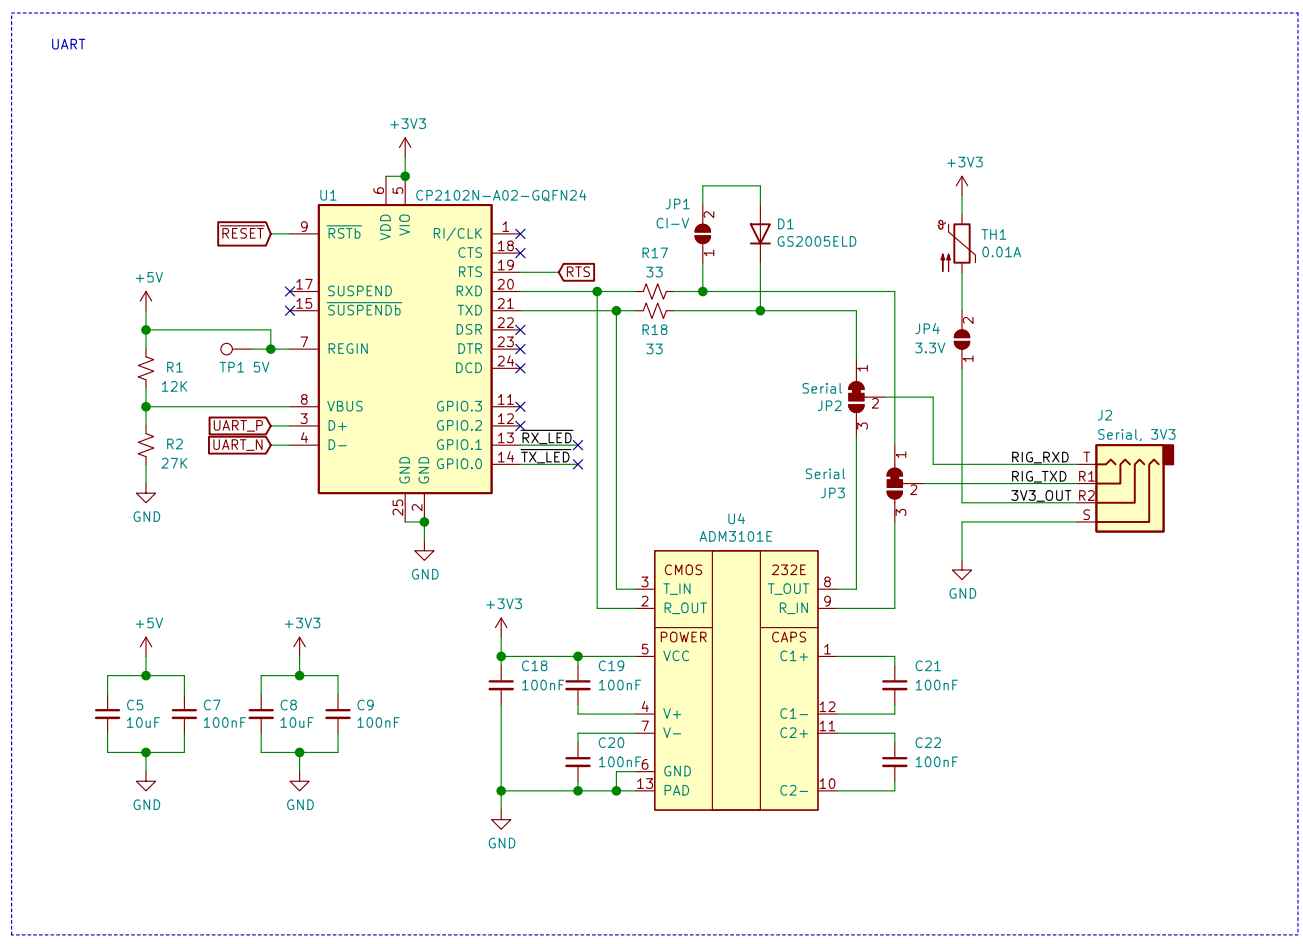 UART
+3V3
U1
CP2102N-A02-GQFN24
6
5
VDD
VIO
RESET
9
RSTb
17
SUSPEND
15
SUSPENDb
7
REGIN
8
VBUS
3
D+
4
D-
RI/CLK
1
CTS
18
RTS
19
RTS
RXD
20
TXD
21
DSR
22
DTR
23
DCD
24
GPIO.3
11
GPIO.2
12
GPIO.1
13
RX_LED
GPIO.0
14
TX_LED
GND
GND
25
2
GND
+5V
TP1 5V
R1
12K
R2
27K
UART_P
UART_N
GND
JP1
CI-V
2
1
D1
GS2005ELD
R17
33
R18
33
+3V3
TH1
0.01A
JP4
3.3V
2
1
Serial
JP2
1
2
3
Serial
JP3
1
2
3
J2
Serial, 3V3
RIG_RXD
T
RIG_TXD
R1
3V3_OUT
R2
S
GND
U4
ADM3101E
CMOS
232E
3
T_IN
T_OUT
8
2
R_OUT
R_IN
9
POWER
CAPS
5
VCC
C1+
1
4
V+
C1-
12
7
V-
C2+
11
6
GND
13
PAD
C2-
10
+3V3
C18
100nF
C19
100nF
C20
100nF
GND
C21
100nF
C22
100nF
+5V
C5
10uF
C7
100nF
GND
+3V3
C8
10uF
C9
100nF
GND